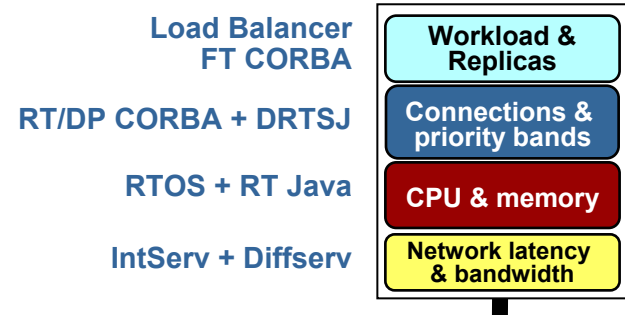 Load Balancer
FT CORBA
Workload &
Replicas
RT/DP CORBA + DRTSJ
Connections &
priority bands
RTOS + RT Java
CPU & memory
IntServ + Diffserv
Network latency
& bandwidth